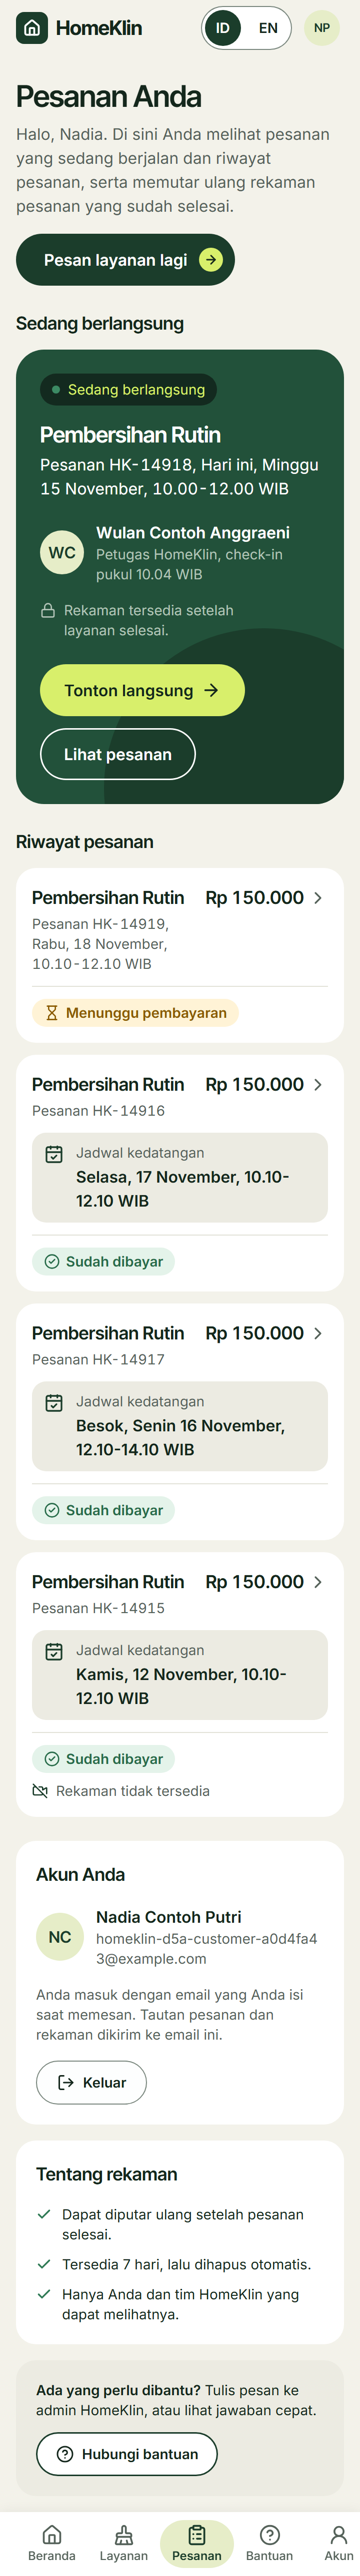 HomeKlin
ID
EN
NP
Pesanan Anda
Halo, Nadia. Di sini Anda melihat pesanan
yang sedang berjalan dan riwayat
pesanan, serta memutar ulang rekaman
pesanan yang sudah selesai.
Pesan layanan lagi
Sedang berlangsung
Sedang berlangsung
Pembersihan Rutin
Pesanan HK-14918, Hari ini, Minggu
15 November, 10.00-12.00 WIB
WC
Wulan Contoh Anggraeni
Petugas HomeKlin, check-in
pukul 10.04 WIB
Rekaman tersedia setelah
layanan selesai.
Tonton langsung
Lihat pesanan
Riwayat pesanan
Pembersihan Rutin
Rp 150.000
Pesanan HK-14919,
Rabu, 18 November,
10.10-12.10 WIB
Menunggu pembayaran
Pembersihan Rutin
Rp 150.000
Pesanan HK-14916
Jadwal kedatangan
Selasa, 17 November, 10.10-
12.10 WIB
Sudah dibayar
Pembersihan Rutin
Rp 150.000
Pesanan HK-14917
Jadwal kedatangan
Besok, Senin 16 November,
12.10-14.10 WIB
Sudah dibayar
Pembersihan Rutin
Rp 150.000
Pesanan HK-14915
Jadwal kedatangan
Kamis, 12 November, 10.10-
12.10 WIB
Sudah dibayar
Rekaman tidak tersedia
Akun Anda
NC
Nadia Contoh Putri
homeklin-d5a-customer-a0d4fa4
3@example.com
Anda masuk dengan email yang Anda isi
saat memesan. Tautan pesanan dan
rekaman dikirim ke email ini.
Keluar
Tentang rekaman
Dapat diputar ulang setelah pesanan
selesai.
Tersedia 7 hari, lalu dihapus otomatis.
Hanya Anda dan tim HomeKlin yang
dapat melihatnya.
Ada yang perlu dibantu? Tulis pesan ke
admin HomeKlin, atau lihat jawaban cepat.
Hubungi bantuan
Beranda
Layanan
Pesanan
Bantuan
Akun